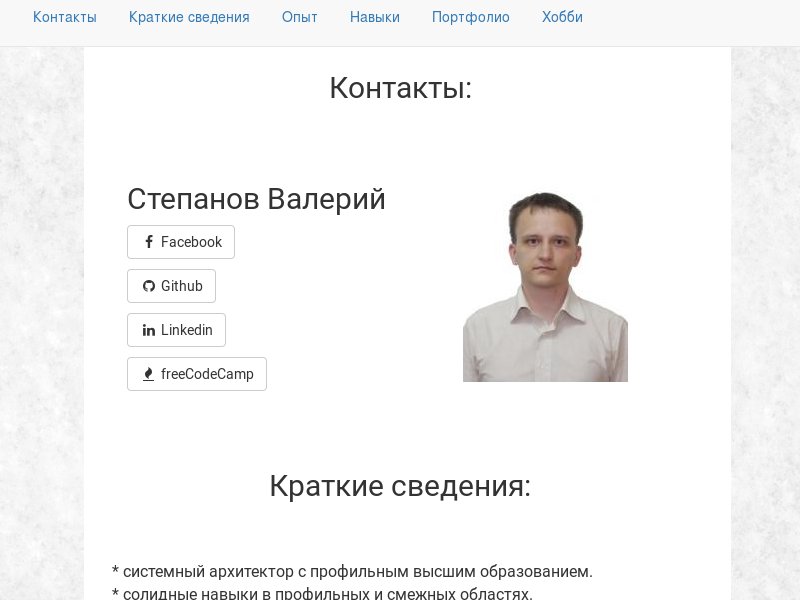 Контакты Краткие сведения Опыт Навыки Портфолио Хобби
Контакты:
Степанов Валерий
Facebook
Github
Linkedin
freeCodeCamp
Краткие сведения:
* системный архитектор с профильным высшим образованием.
* солидные навыки в профильных и смежных областях.